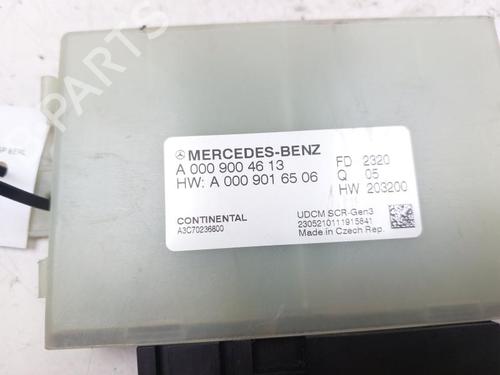 MERCEDES-BENZ
A 000 900 46 13
HW: A 000 901 65 06
FD 2320
Q 05
HW 203200
CONTINENTAL
A3C70236800
UDCM SCR-Gen3
2305210111915841
Made in Czech Rep.